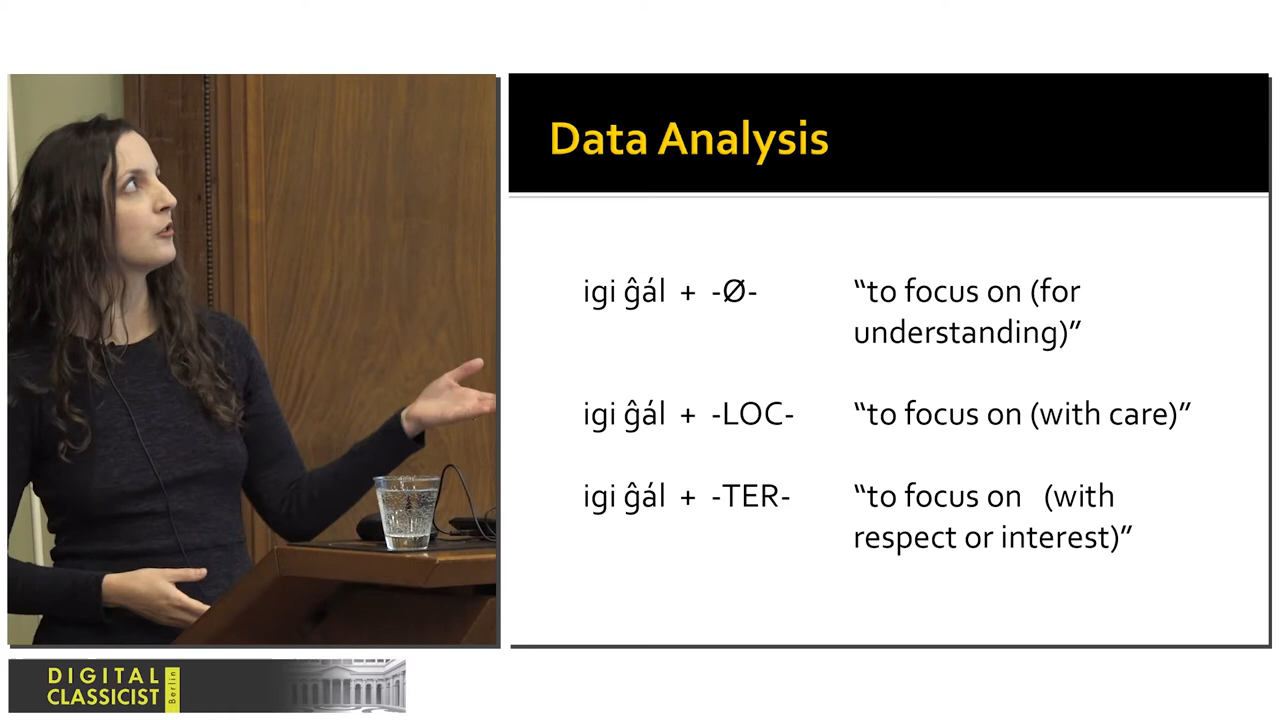 Data Analysis
igi ĝál + -Ø- “to focus on (for
understanding)”
igi ĝál + -LOC- “to focus on (with care)”
igi ĝál + -TER- “to focus on (with
respect or interest)”
DIGITAL
CLASSICIST
Berlin